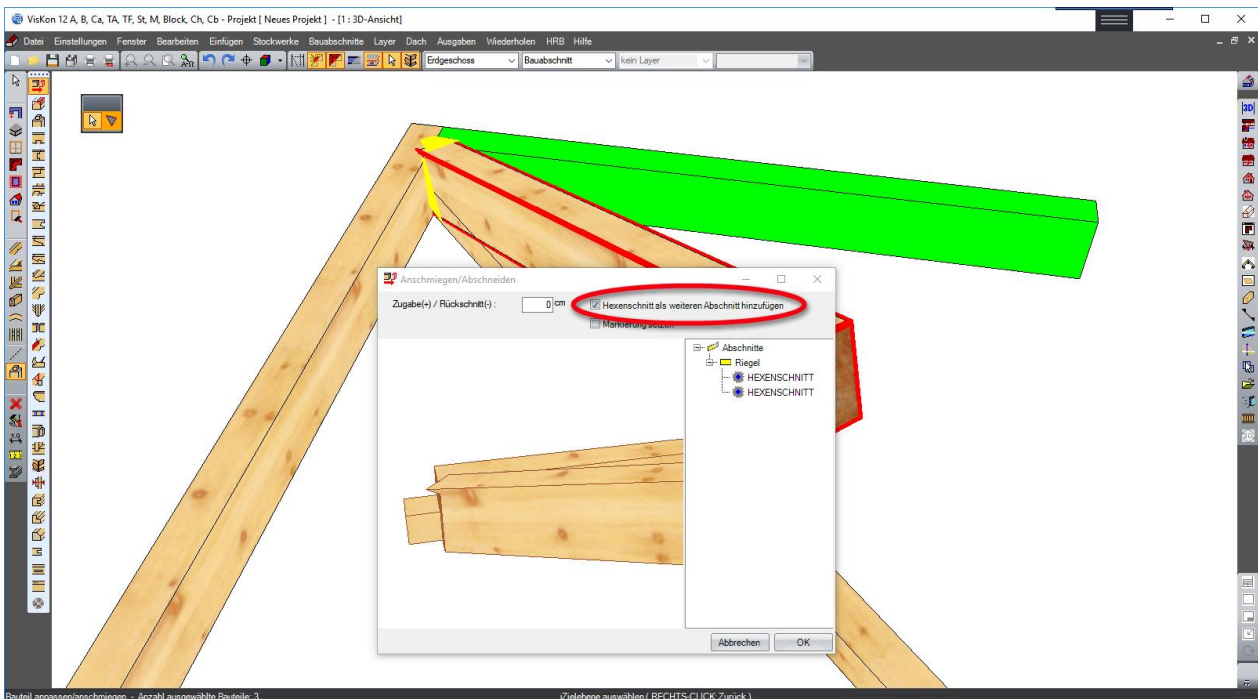 VisKon 12 A, B, Ca, TA, TF, St, M, Block, Ch, Cb - Projekt [ Neues Projekt ] - [1 : 3D-Ansicht]
Datei Einstellungen Fenster Bearbeiten Einfügen Stockwerke Bauabschnitte Layer Dach Ausgaben Wiederholen HRB Hilfe
Erdgeschoss Bauabschnitt kein Layer
3D
Anschmiegen/Abschneiden
Zugabe(+) / Rückschnitt(-) : 0 cm Hexenschnitt als weiteren Abschnitt hinzufügen
Markierung setzen
Abschnitte
Riegel
HEXENSCHNITT
HEXENSCHNITT
Abbrechen OK
Bauteil anpassen/anschmiegen - Anzahl ausgewählte Bauteile: 3 \Zielebene auswählen ( RECHTS-CLICK:Zurück )